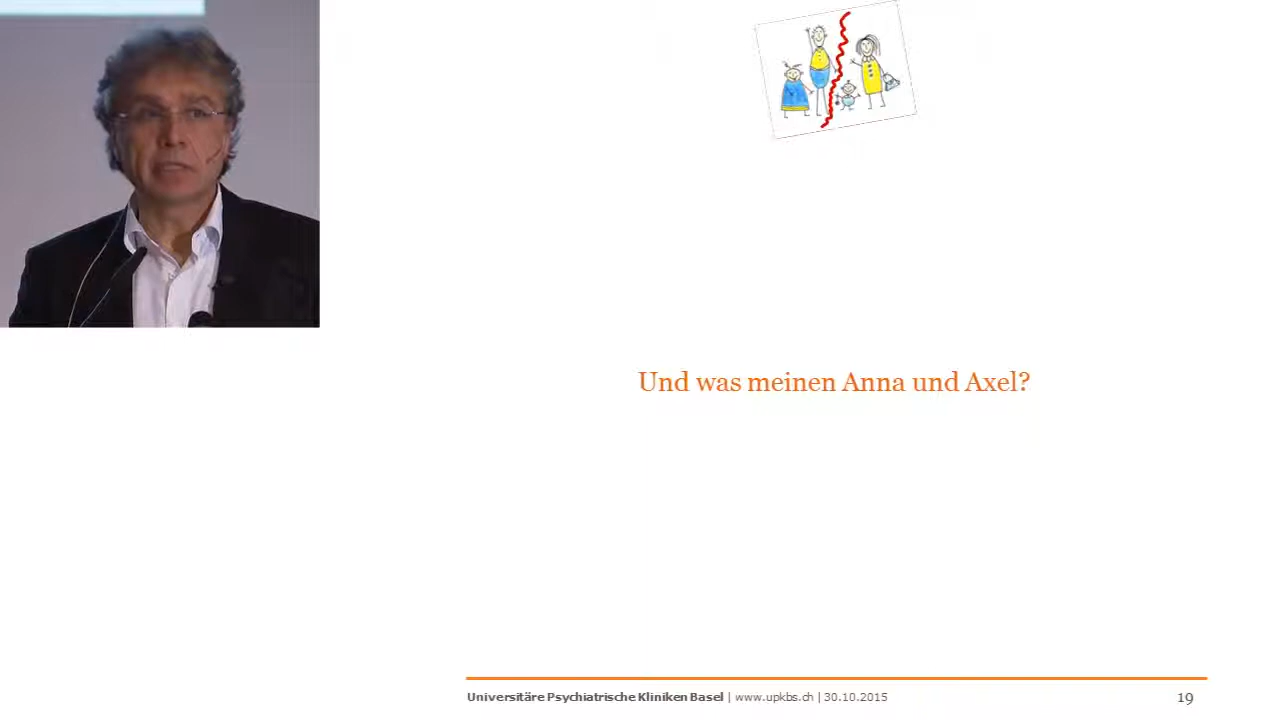 Und was meinen Anna und Axel?
Universitäre Psychiatrische Kliniken Basel | www.upkbs.ch | 30.10.2015
19